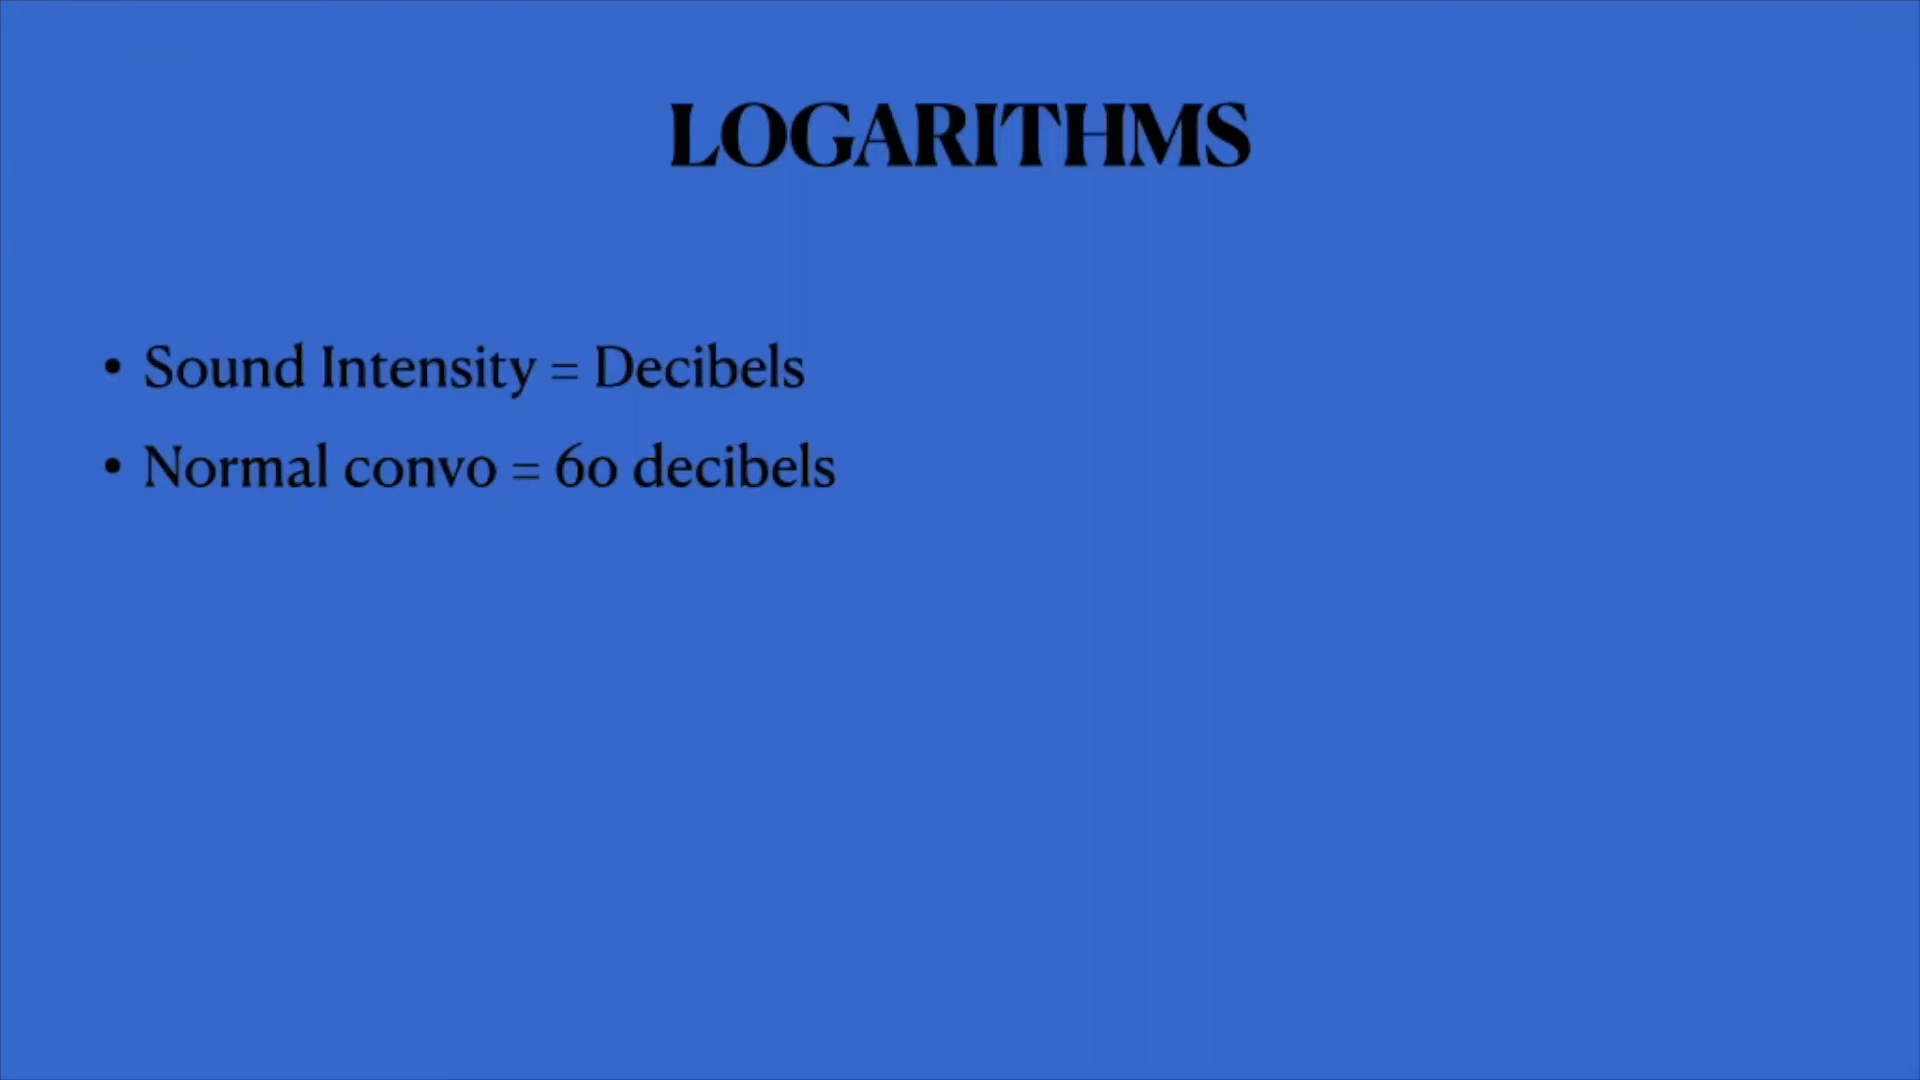 LOGARITHMS
• Sound Intensity = Decibels
• Normal convo = 60 decibels